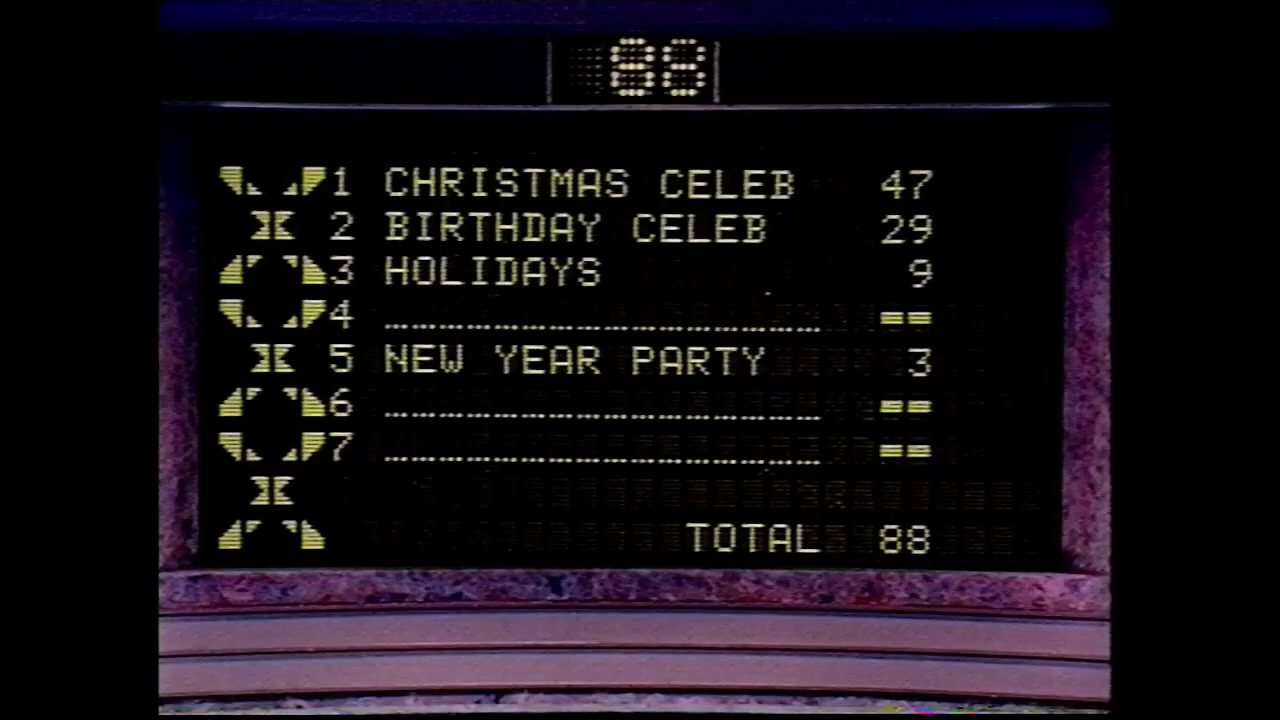 88
1 CHRISTMAS CELEB 47
2 BIRTHDAY CELEB 29
3 HOLIDAYS 9
4 ................................ --
5 NEW YEAR PARTY 3
6 ................................ --
7 ................................ --
TOTAL 88